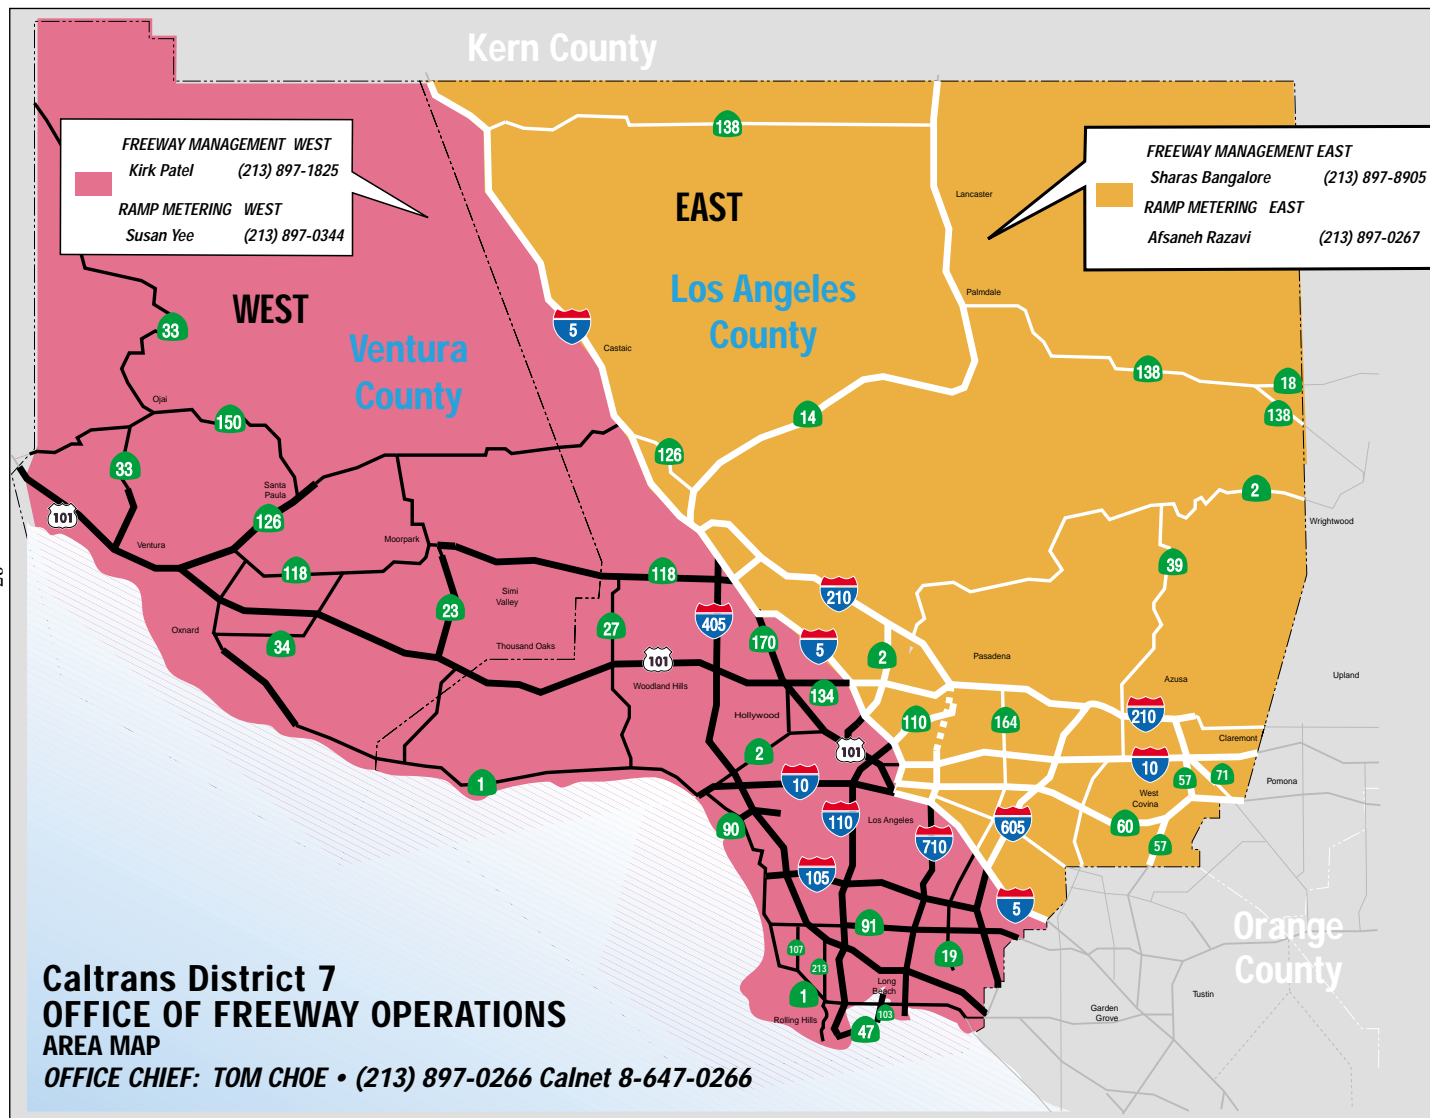 Kern County
138
FREEWAY MANAGEMENT WEST
Kirk Patel (213) 897-1825
RAMP METERING WEST
Susan Yee (213) 897-0344
FREEWAY MANAGEMENT EAST
Sharas Bangalore (213) 897-8905
RAMP METERING EAST
Afsaneh Razavi (213) 897-0267
EAST
Lancaster
Los Angeles
County
Palmdale
WEST
33
5
Ventura
County
Castaic
138
18
138
Ojai
150
14
126
33
Santa
Paula
2
101
126
Wrightwood
Ventura
Moorpark
118
118
39
Simi
Valley
210
23
405
27
170
5
Oxnard
34
Thousand Oaks
101
2
Pasadena
Woodland Hills
134
Azusa
Upland
Hollywood
110
164
210
Claremont
2
101
1
10
10
57
71
Pomona
West
Covina
90
110
Los Angeles
605
60
710
57
105
5
91
Orange
County
107
19
213
Long
Beach
1
103
Rolling Hills
47
Tustin
Garden
Grove
Caltrans District 7
OFFICE OF FREEWAY OPERATIONS
AREA MAP
OFFICE CHIEF: TOM CHOE • (213) 897-0266 Calnet 8-647-0266